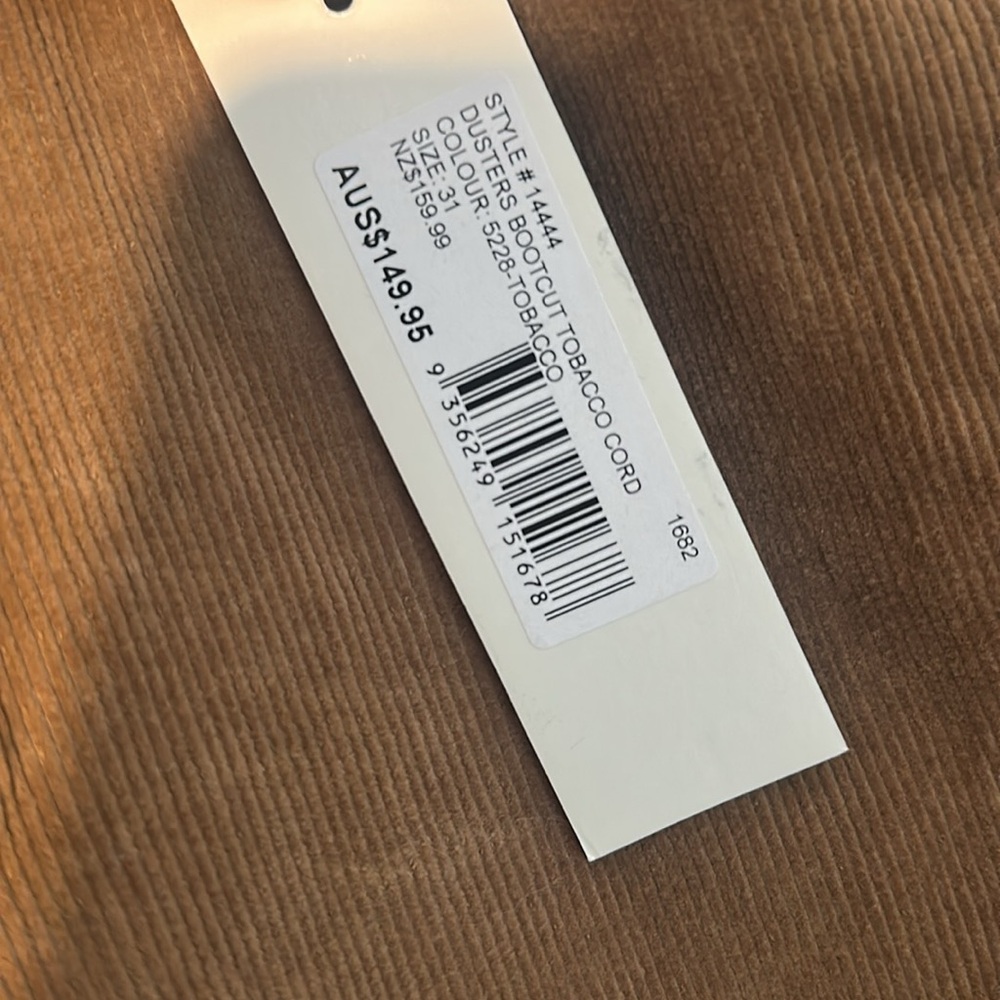 STYLE # 14444
DUSTERS BOOTCUT TOBACCO CORD
COLOUR: 5228-TOBACCO
SIZE: 31
NZ$159.99
AUS$149.95
9 356249 151678
1682